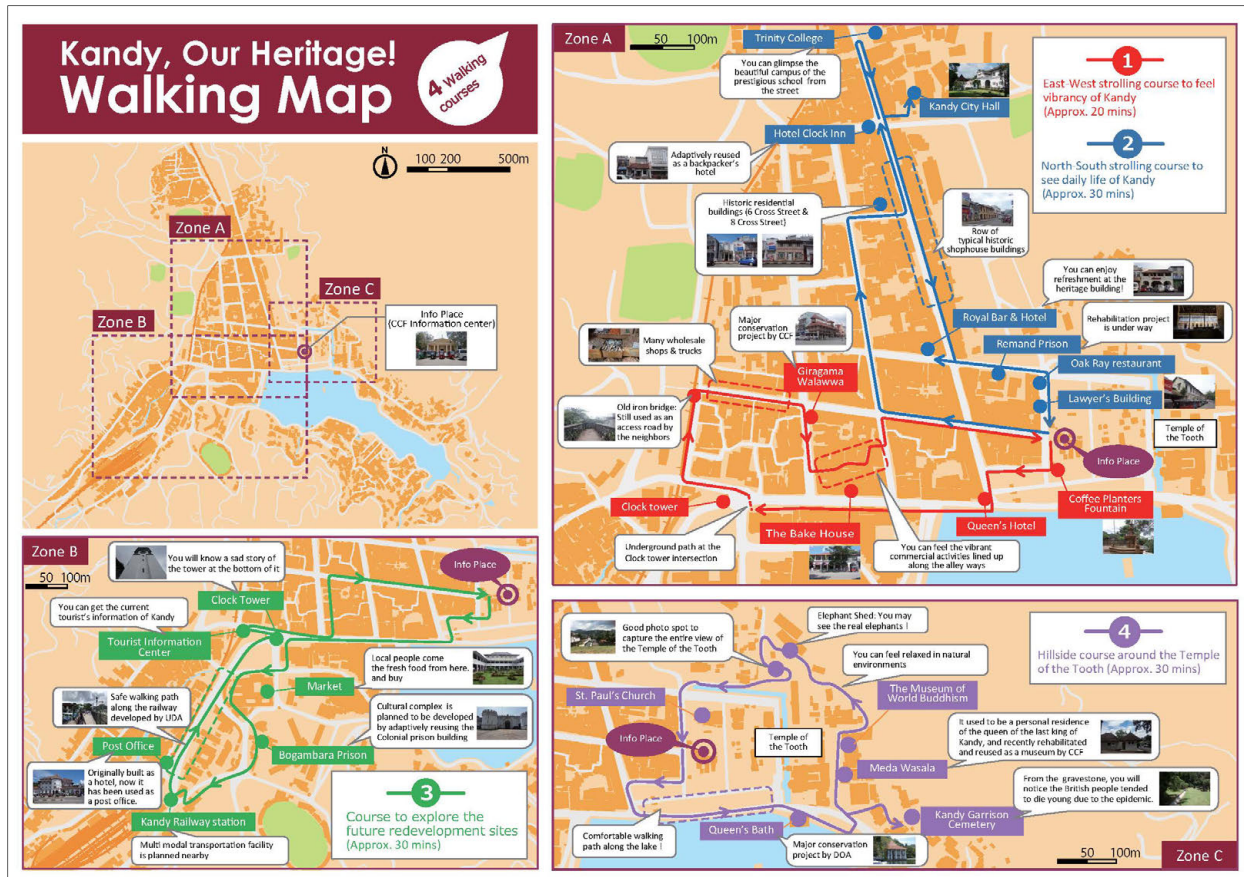 Kandy, Our Heritage!
Walking Map
4 Walking
courses
N
100 200
500m
Zone A
Zone C
Zone B
Info Place
(CCF Information center)
Zone A
50
100m
Trinity College
You can glimpse the
beautiful campus of the
prestigious school from
the street
Kandy City Hall
Hotel Clock Inn
Adaptively reused
as a backpacker's
hotel
Historic residential
buildings (6 Cross Street &
8 Cross Street)
Row of
typical historic
shophouse buildings
1
East-West strolling course to feel
vibrancy of Kandy
(Approx. 20 mins)
2
North-South strolling course to
see daily life of Kandy
(Approx. 30 mins)
You can enjoy
refreshment at the
heritage building!
Royal Bar & Hotel
Rehabilitation project
is under way
Remand Prison
Oak Ray restaurant
Lawyer's Building
Major
conservation
project by CCF
Many wholesale
shops & trucks
Giragama
Walawwa
Old iron bridge:
Still used as an
access road by
the neighbors
Temple of
the Tooth
Info Place
Clock tower
The Bake House
Queen's Hotel
Coffee Planters
Fountain
Underground path at the
Clock tower intersection
You can feel the vibrant
commercial activities lined up
along the alley ways
Zone B
50 100m
You will know a sad story of
the tower at the bottom of it
Info Place
Clock Tower
You can get the current
tourist's information of Kandy
Tourist Information
Center
Local people come
the fresh food from here.
and buy
Market
Safe walking path
along the railway
developed by UDA
Cultural complex is
planned to be developed
by adaptively reusing the
Colonial prison building
Post Office
Bogambara Prison
Originally built as
a hotel, now it
has been used as
a post office.
Kandy Railway station
Multi modal transportation facility
is planned nearby
3
Course to explore the
future redevelopment sites
(Approx. 30 mins)
Elephant Shed: You may
see the real elephants !
Good photo spot to
capture the entire view of
the Temple of the Tooth
You can feel relaxed in natural
environments
4
Hillside course around the Temple
of the Tooth (Approx. 30 mins)
St. Paul's Church
The Museum of
World Buddhism
Info Place
Temple of
the Tooth
It used to be a personal residence
of the queen of the last king of
Kandy, and recently rehabilitated
and reused as a museum by CCF
Meda Wasala
From the gravestone, you will
notice the British people tended
to die young due to the epidemic.
Kandy Garrison
Cemetery
Queen's Bath
Comfortable walking
path along the lake !
Major conservation
project by DOA
50
100m
Zone C